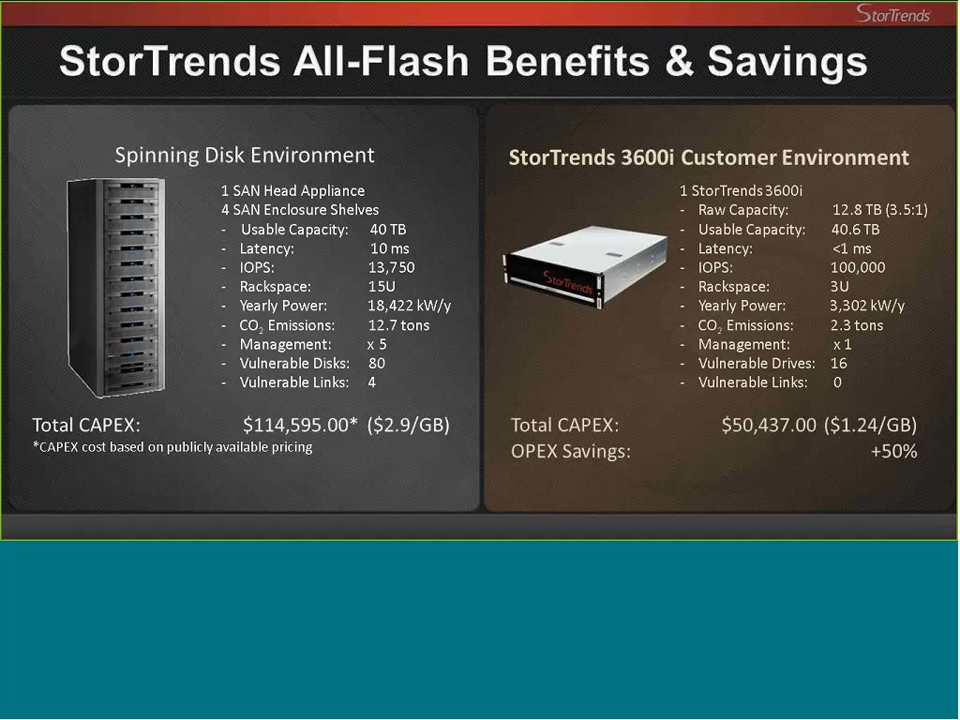 StorTrends
StorTrends All-Flash Benefits & Savings
Spinning Disk Environment
1 SAN Head Appliance
4 SAN Enclosure Shelves
- Usable Capacity: 40 TB
- Latency: 10 ms
- IOPS: 13,750
- Rackspace: 15U
- Yearly Power: 18,422 kW/y
- CO2 Emissions: 12.7 tons
- Management: x 5
- Vulnerable Disks: 80
- Vulnerable Links: 4
Total CAPEX: $114,595.00* ($2.9/GB)
*CAPEX cost based on publicly available pricing
StorTrends 3600i Customer Environment
StorTrends
1 StorTrends 3600i
- Raw Capacity: 12.8 TB (3.5:1)
- Usable Capacity: 40.6 TB
- Latency: <1 ms
- IOPS: 100,000
- Rackspace: 3U
- Yearly Power: 3,302 kW/y
- CO2 Emissions: 2.3 tons
- Management: x 1
- Vulnerable Drives: 16
- Vulnerable Links: 0
Total CAPEX: $50,437.00 ($1.24/GB)
OPEX Savings: +50%